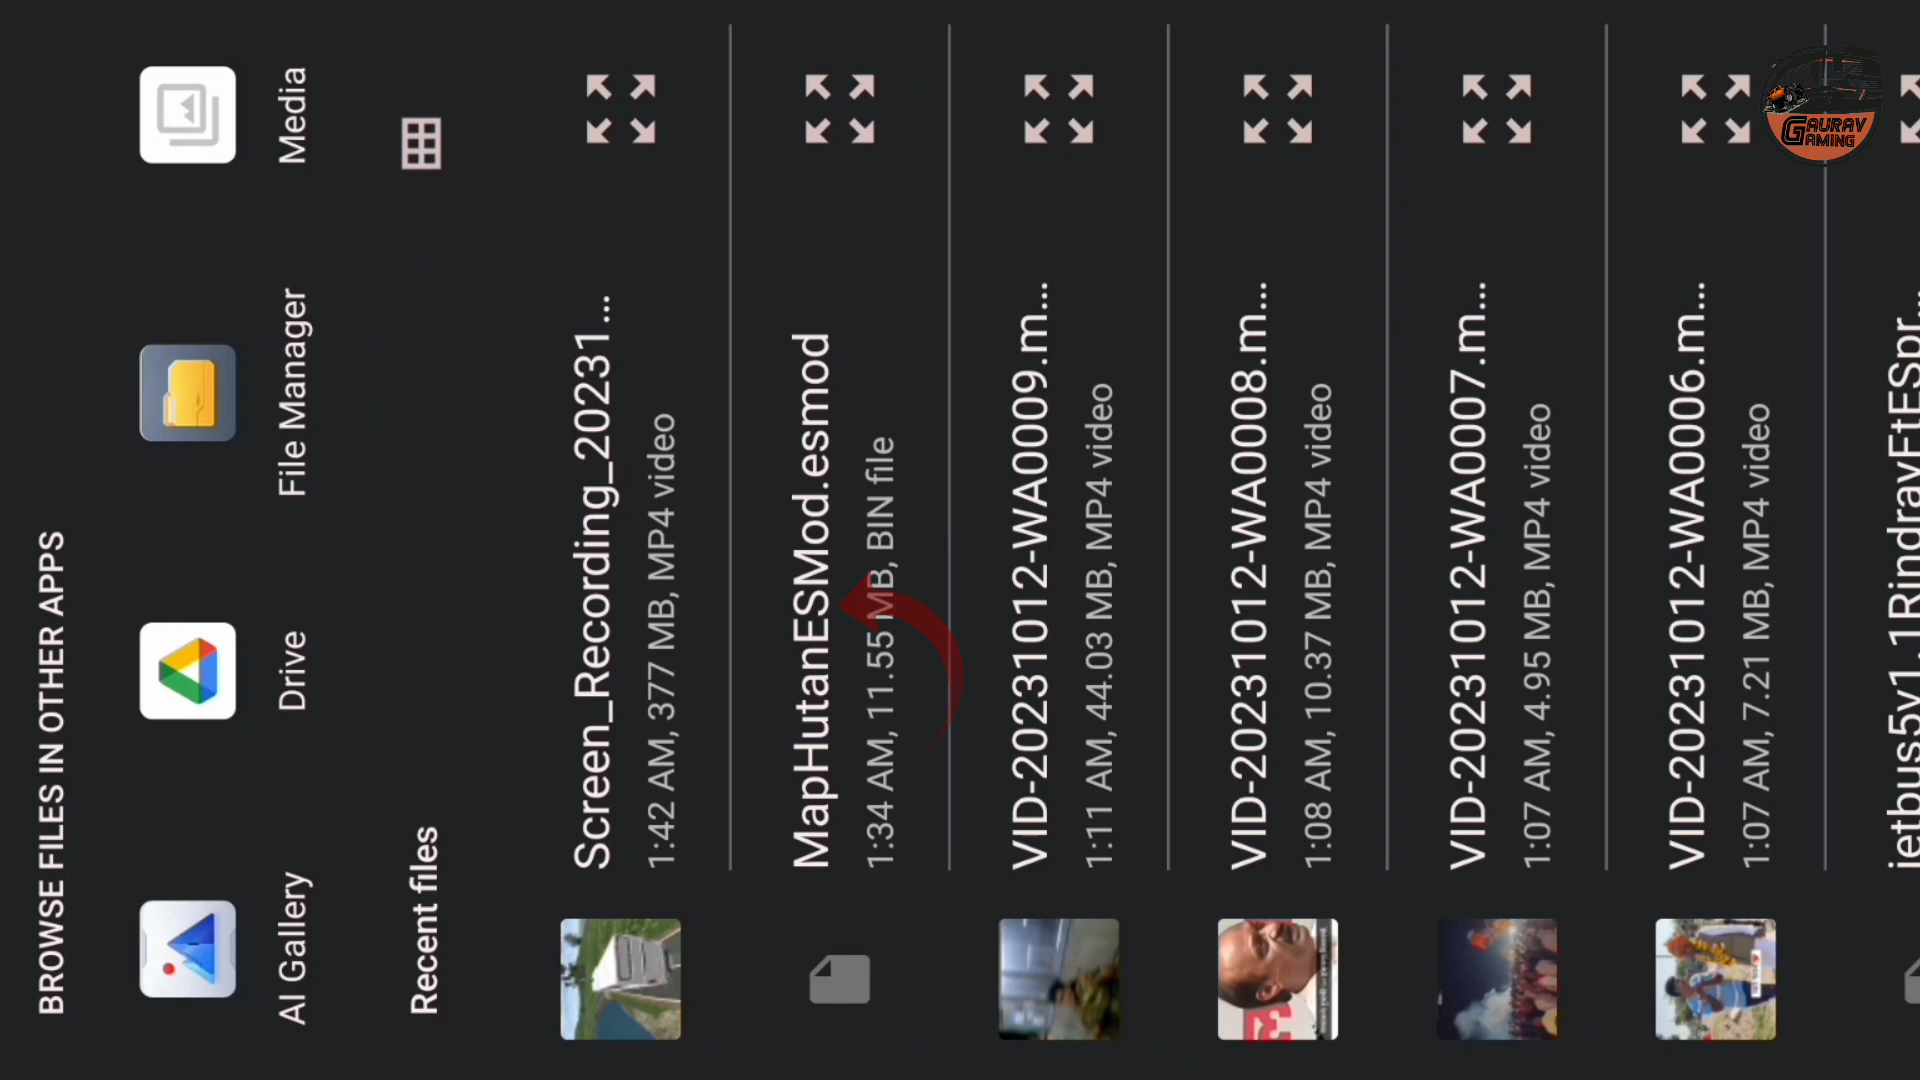 BROWSE FILES IN OTHER APPS
AI Gallery
Drive
File Manager
Media
Recent files
Screen_Recording_20231...
1:42 AM, 377 MB, MP4 video
MapHutanESMod.esmod
1:34 AM, 11.55 MB, BIN file
VID-20231012-WA0009.m...
1:11 AM, 44.03 MB, MP4 video
VID-20231012-WA0008.m...
1:08 AM, 10.37 MB, MP4 video
VID-20231012-WA0007.m...
1:07 AM, 4.95 MB, MP4 video
VID-20231012-WA0006.m...
1:07 AM, 7.21 MB, MP4 video
jetbus5v1.1RindrayFtESpr...
GAURAV
GAMING